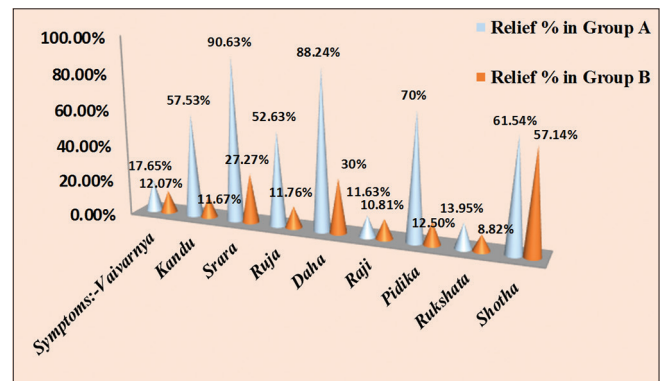 Relief % in Group A
Relief % in Group B
100.00%
80.00%
60.00%
40.00%
20.00%
0.00%
17.65%
12.07%
57.53%
11.67%
90.63%
27.27%
52.63%
11.76%
88.24%
30%
11.63%
10.81%
70%
12.50%
13.95%
8.82%
61.54%
57.14%
Symptoms:-Vaivarnya
Kandu
Srara
Ruja
Daha
Raji
Pidika
Rukshata
Shotha